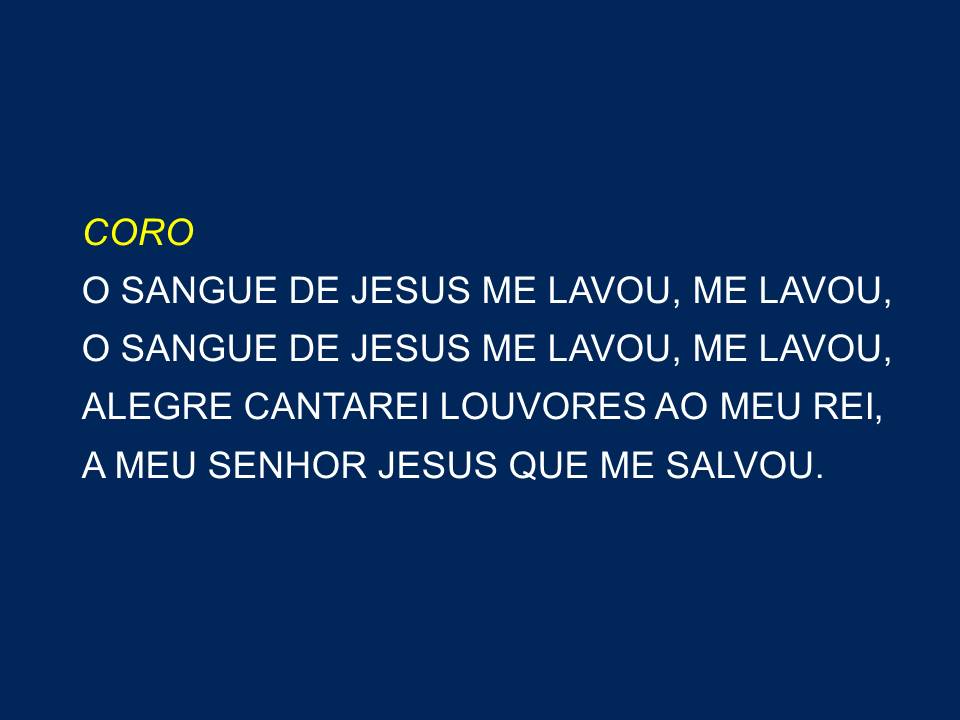 CORO
O SANGUE DE JESUS ME LAVOU, ME LAVOU,
O SANGUE DE JESUS ME LAVOU, ME LAVOU,
ALEGRE CANTAREI LOUVORES AO MEU REI,
A MEU SENHOR JESUS QUE ME SALVOU.